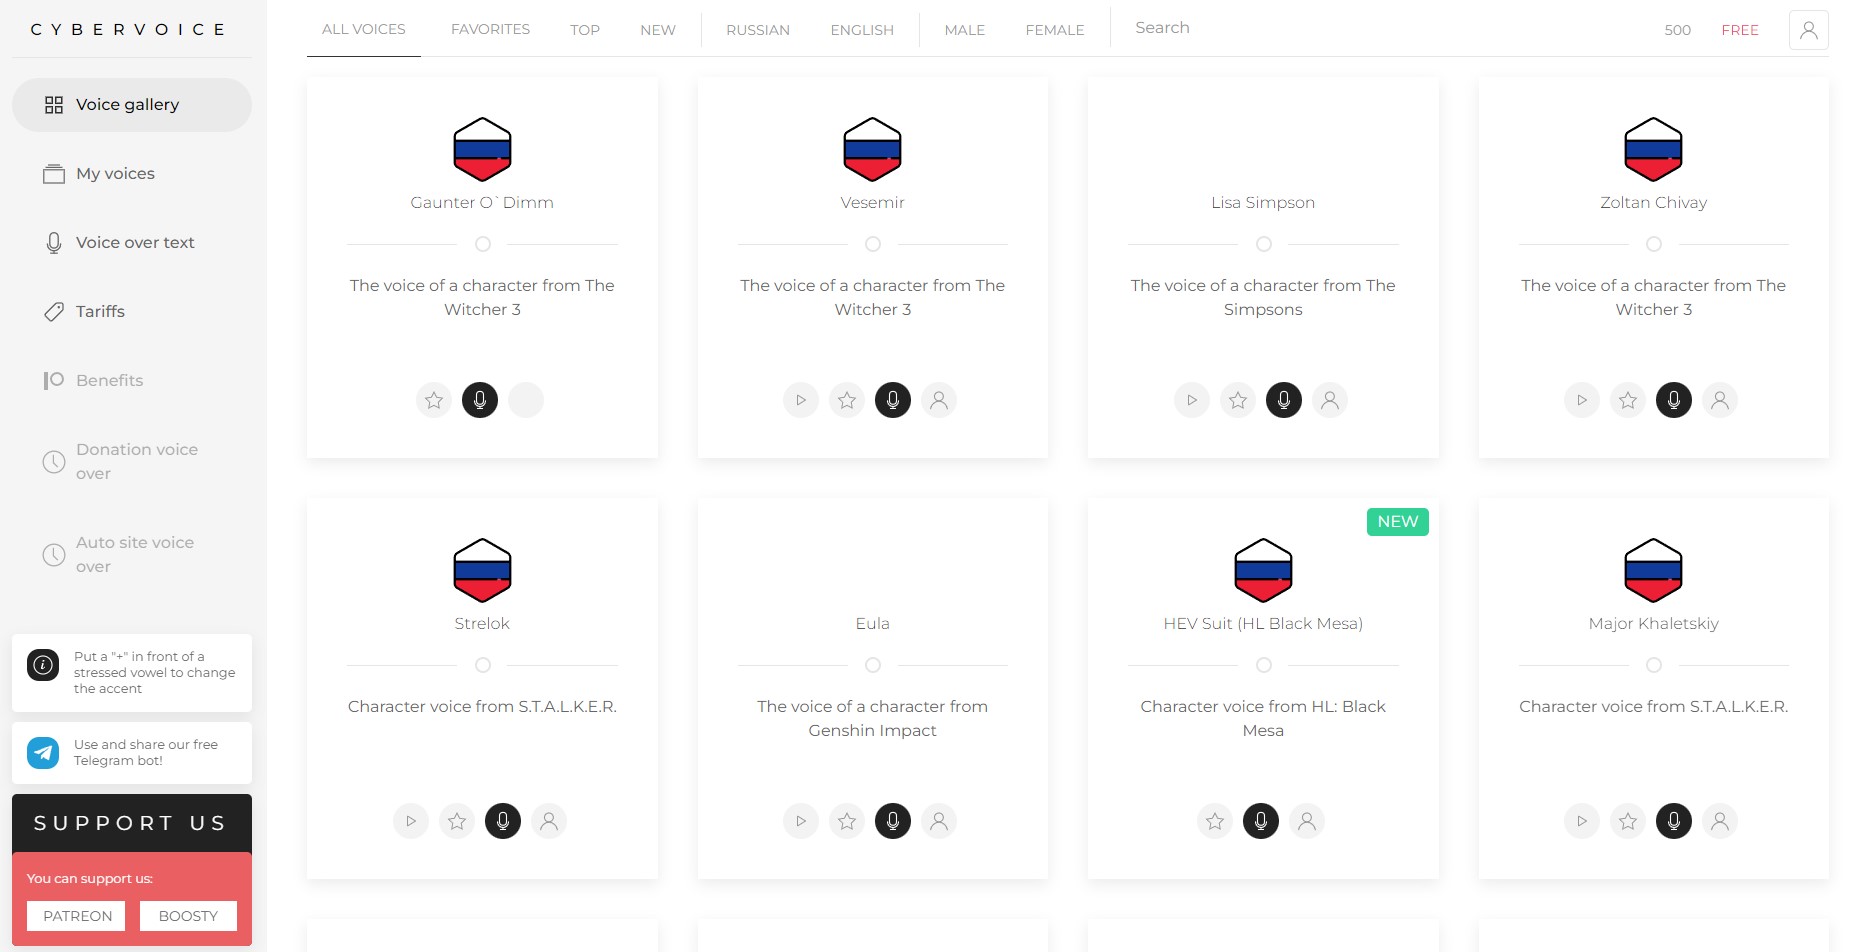 CYBERVOICE
Voice gallery
My voices
Voice over text
Tariffs
Benefits
Donation voice
over
Auto site voice
over
Put a "+" in front of a
stressed vowel to change
the accent
Use and share our free
Telegram bot!
SUPPORT US
You can support us:
PATREON BOOSTY
ALL VOICES FAVORITES TOP NEW RUSSIAN ENGLISH MALE FEMALE Search 500 FREE
Gaunter O`Dimm
The voice of a character from The
Witcher 3
Vesemir
The voice of a character from The
Witcher 3
Lisa Simpson
The voice of a character from The
Simpsons
Zoltan Chivay
The voice of a character from The
Witcher 3
Strelok
Character voice from S.T.A.L.K.E.R.
Eula
The voice of a character from
Genshin Impact
NEW
HEV Suit (HL Black Mesa)
Character voice from HL: Black
Mesa
Major Khaletskiy
Character voice from S.T.A.L.K.E.R.